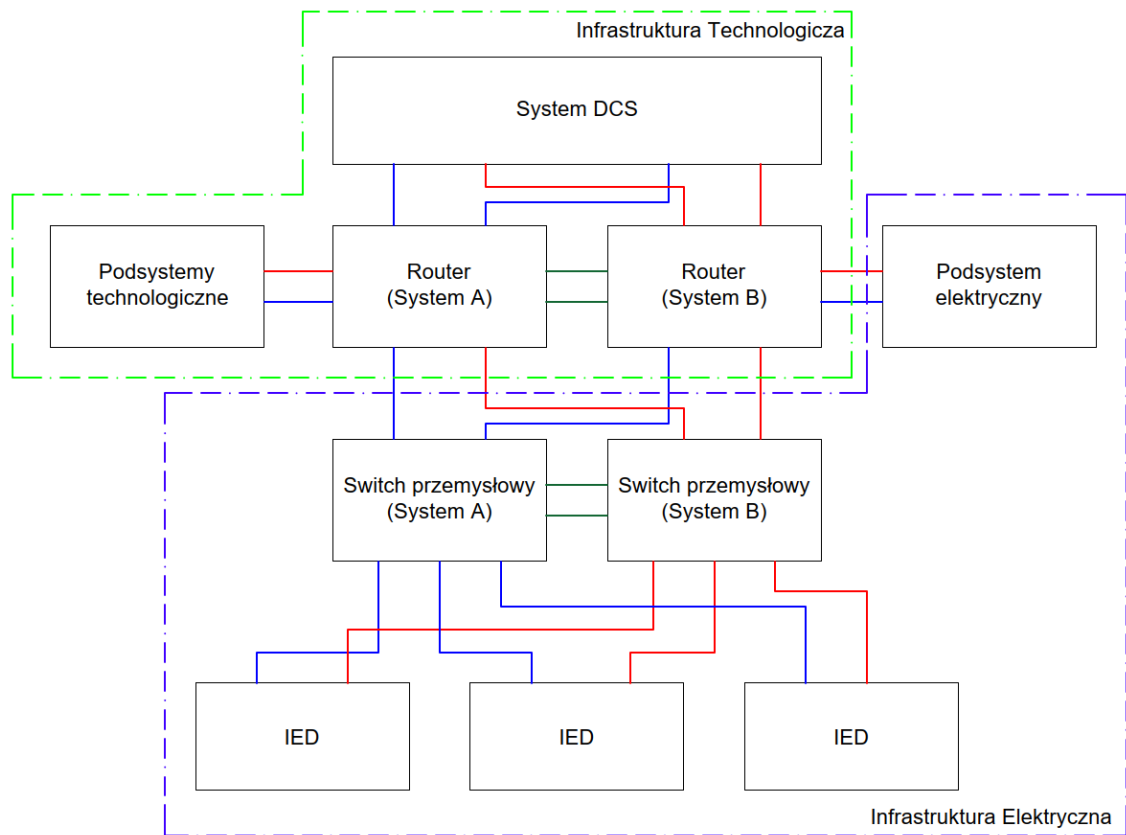 Infrastruktura Technologicza
System DCS
Podsystemy
technologiczne
Router
(System A)
Router
(System B)
Podsystem
elektryczny
Switch przemysłowy
(System A)
Switch przemysłowy
(System B)
IED
IED
IED
Infrastruktura Elektryczna